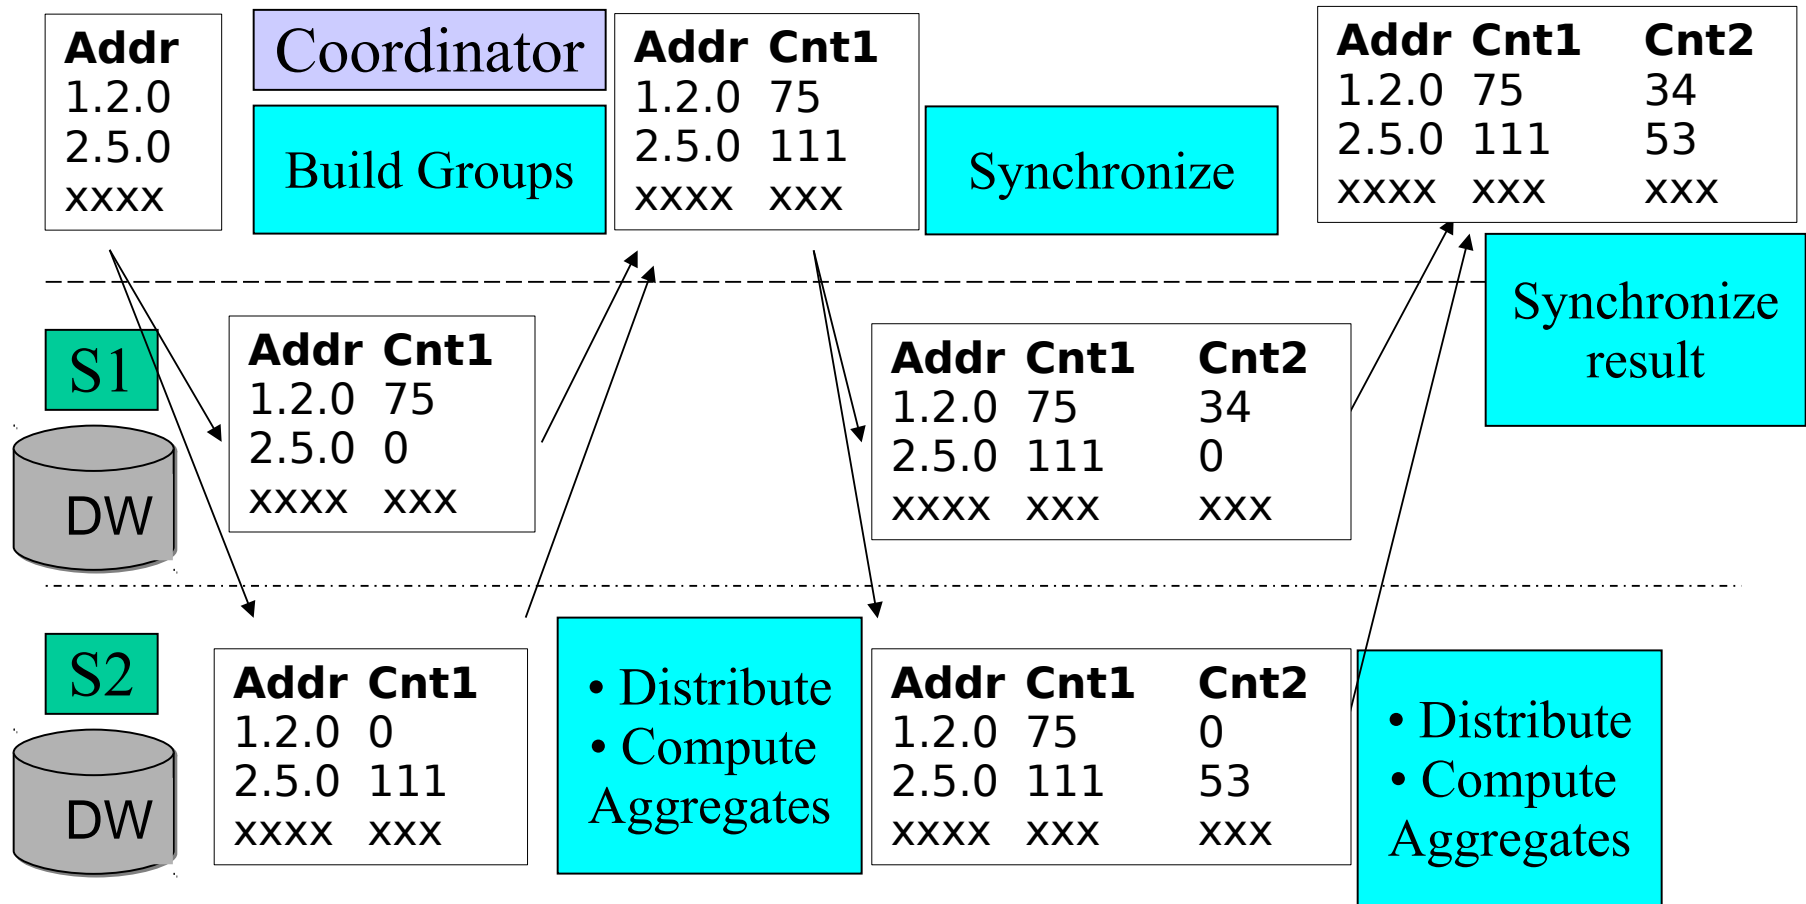 Addr
1.2.0
2.5.0
xxxx
Coordinator
Build Groups
Addr Cnt1
1.2.0 75
2.5.0 111
xxxx xxx
Synchronize
Addr Cnt1 Cnt2
1.2.0 75 34
2.5.0 111 53
xxxx xxx xxx
Synchronize
result
S1
DW
Addr Cnt1
1.2.0 75
2.5.0 0
xxxx xxx
Addr Cnt1 Cnt2
1.2.0 75 34
2.5.0 111 0
xxxx xxx xxx
S2
DW
Addr Cnt1
1.2.0 0
2.5.0 111
xxxx xxx
• Distribute
• Compute
Aggregates
Addr Cnt1 Cnt2
1.2.0 75 0
2.5.0 111 53
xxxx xxx xxx
• Distribute
• Compute
Aggregates